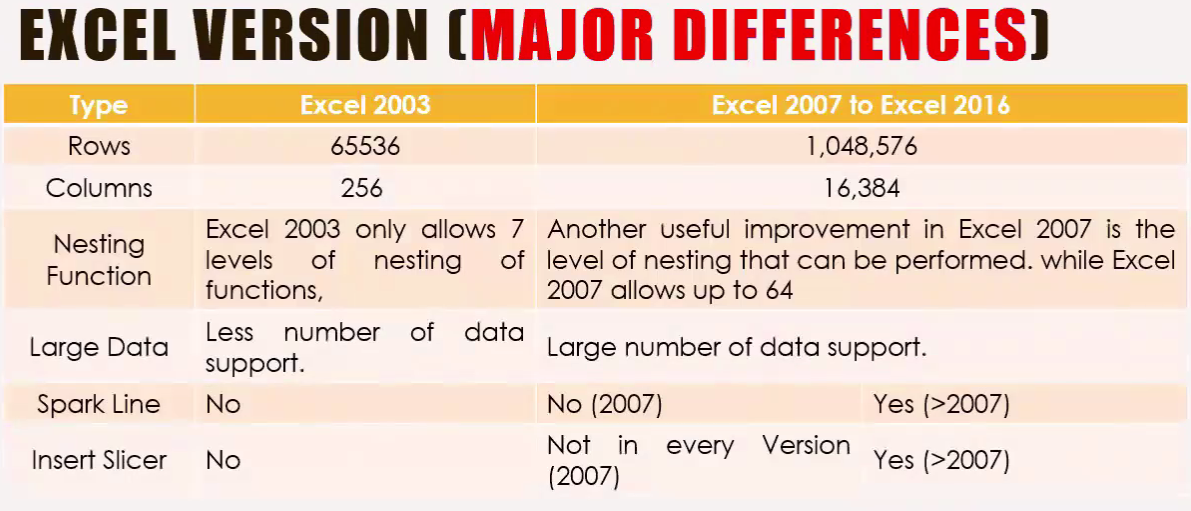 EXCEL VERSION (MAJOR DIFFERENCES)
Type Excel 2003 Excel 2007 to Excel 2016
Rows 65536 1,048,576
Columns 256 16,384
Nesting
Function
Excel 2003 only allows 7
levels of nesting of
functions,
Another useful improvement in Excel 2007 is the
level of nesting that can be performed. while Excel
2007 allows up to 64
Large Data
Less number of data
support.
Large number of data support.
Spark Line No No (2007) Yes (>2007)
Insert Slicer No
Not in every Version
(2007)
Yes (>2007)